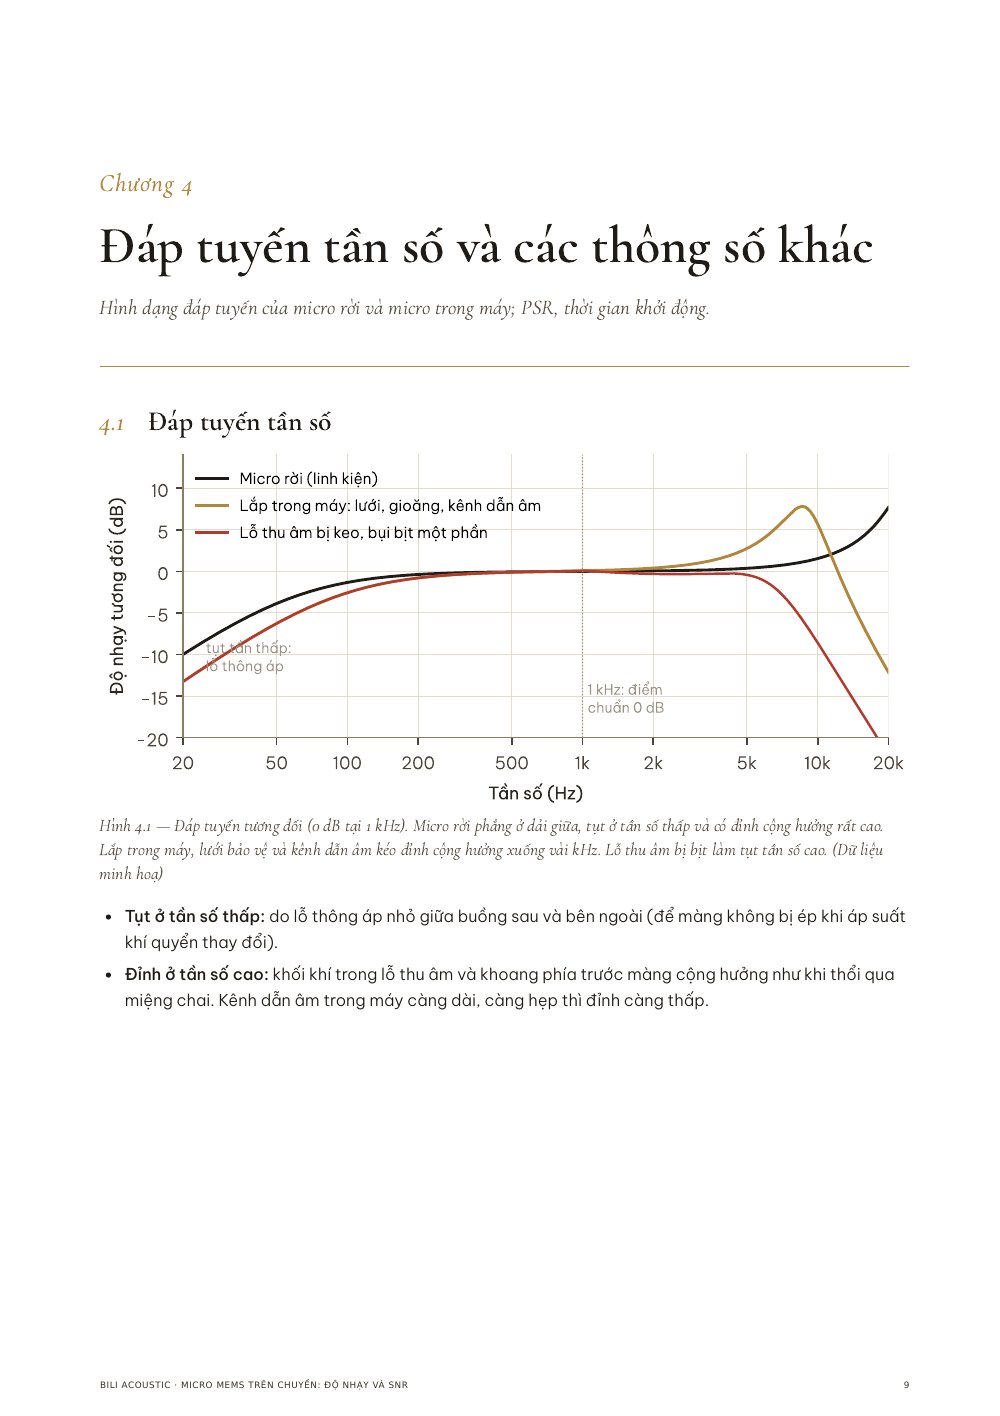 Chương 4
Đáp tuyến tần số và các thông số khác
Hình dạng đáp tuyến của micro rời và micro trong máy; PSR, thời gian khởi động.
4.1 Đáp tuyến tần số
Micro rời (linh kiện)
Lắp trong máy: lưới, gioăng, kênh dẫn âm
Lỗ thu âm bị keo, bụi bịt một phần
Độ nhạy tương đối (dB)
10
5
0
−5
−10
−15
−20
tụt tần thấp:
lỗ thông áp
1 kHz: điểm
chuẩn 0 dB
20 50 100 200 500 1k 2k 5k 10k 20k
Tần số (Hz)
Hình 4.1 — Đáp tuyến tương đối (0 dB tại 1 kHz). Micro rời phẳng ở dải giữa, tụt ở tần số thấp và có đỉnh cộng hưởng rất cao.
Lắp trong máy, lưới bảo vệ và kênh dẫn âm kéo đỉnh cộng hưởng xuống vài kHz. Lỗ thu âm bị bịt làm tụt tần số cao. (Dữ liệu
minh hoạ)
• Tụt ở tần số thấp: do lỗ thông áp nhỏ giữa buồng sau và bên ngoài (để màng không bị ép khi áp suất
khí quyển thay đổi).
• Đỉnh ở tần số cao: khối khí trong lỗ thu âm và khoang phía trước màng cộng hưởng như khi thổi qua
miệng chai. Kênh dẫn âm trong máy càng dài, càng hẹp thì đỉnh càng thấp.
BILI ACOUSTIC · MICRO MEMS TRÊN CHUYỀN: ĐỘ NHẠY VÀ SNR 9